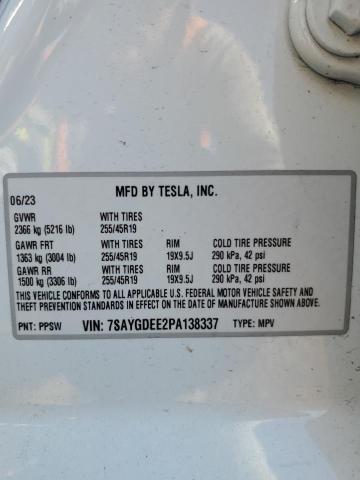 06/23 MFD BY TESLA, INC.
GVWR WITH TIRES
2366 kg (5216 lb) 255/45R19
GAWR FRT WITH TIRES RIM COLD TIRE PRESSURE
1363 kg (3004 lb) 255/45R19 19X9.5J 290 kPa, 42 psi
GAWR RR WITH TIRES RIM COLD TIRE PRESSURE
1500 kg (3306 lb) 255/45R19 19X9.5J 290 kPa, 42 psi
THIS VEHICLE CONFORMS TO ALL APPLICABLE U.S. FEDERAL MOTOR VEHICLE SAFETY AND
THEFT PREVENTION STANDARDS IN EFFECT ON THE DATE OF MANUFACTURE SHOWN ABOVE.
PNT: PPSW VIN: 7SAYGDEE2PA138337 TYPE: MPV